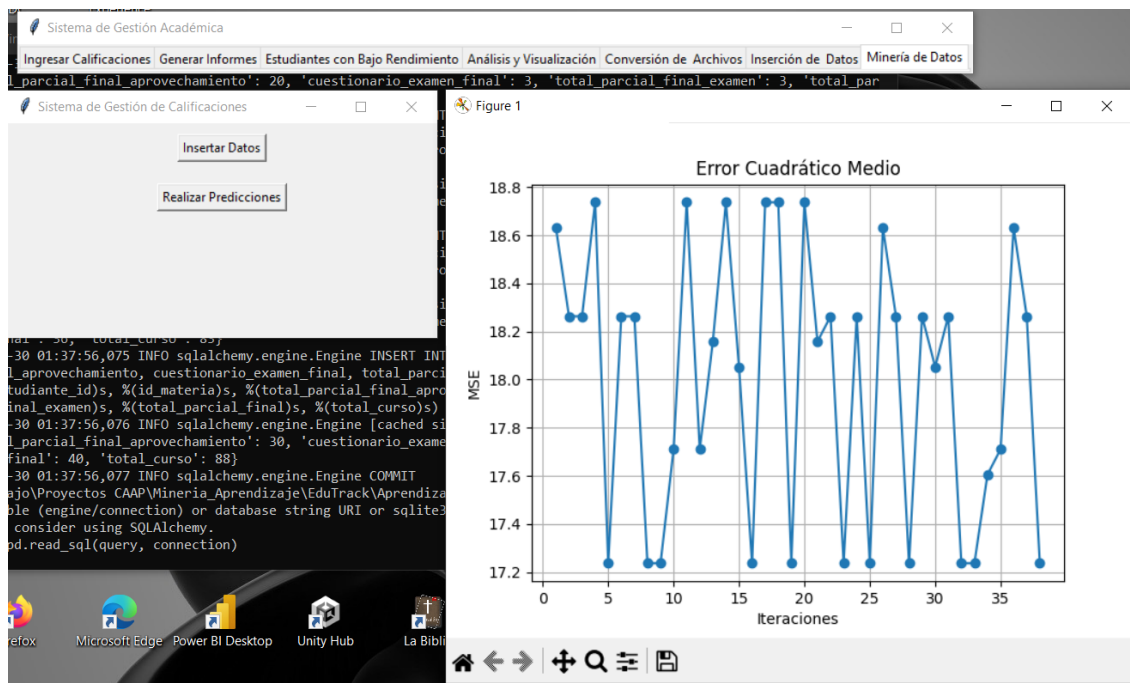 Sistema de Gestión Académica
Ingresar Calificaciones Generar Informes Estudiantes con Bajo Rendimiento Análisis y Visualización Conversión de Archivos Inserción de Datos Minería de Datos
l_parcial_final_aprovechamiento': 20, 'cuestionario_examen_final': 3, 'total_parcial_final_examen': 3, 'total_par
Sistema de Gestión de Calificaciones
Insertar Datos
Realizar Predicciones
'total_curso': 85}
-30 01:37:56,075 INFO sqlalchemy.engine.Engine INSERT INT
l_aprovechamiento, cuestionario_examen_final, total_parci
tudiante_id)s, %(id_materia)s, %(total_parcial_final_apro
inal_examen)s, %(total_parcial_final)s, %(total_curso)s)
-30 01:37:56,076 INFO sqlalchemy.engine.Engine [cached si
l_parcial_final_aprovechamiento': 30, 'cuestionario_exame
final': 40, 'total_curso': 88}
-30 01:37:56,077 INFO sqlalchemy.engine.Engine COMMIT
ajo\Proyectos CAAP\Mineria_Aprendizaje\EduTrack\Aprendiza
ble (engine/connection) or database string URI or sqlite3
consider using SQLAlchemy.
pd.read_sql(query, connection)
refox
Microsoft Edge
Power BI Desktop
Unity Hub
La Bibli
Figure 1
Error Cuadrático Medio
18.8
18.6
18.4
18.2
18.0
17.8
17.6
17.4
17.2
MSE
0 5 10 15 20 25 30 35
Iteraciones